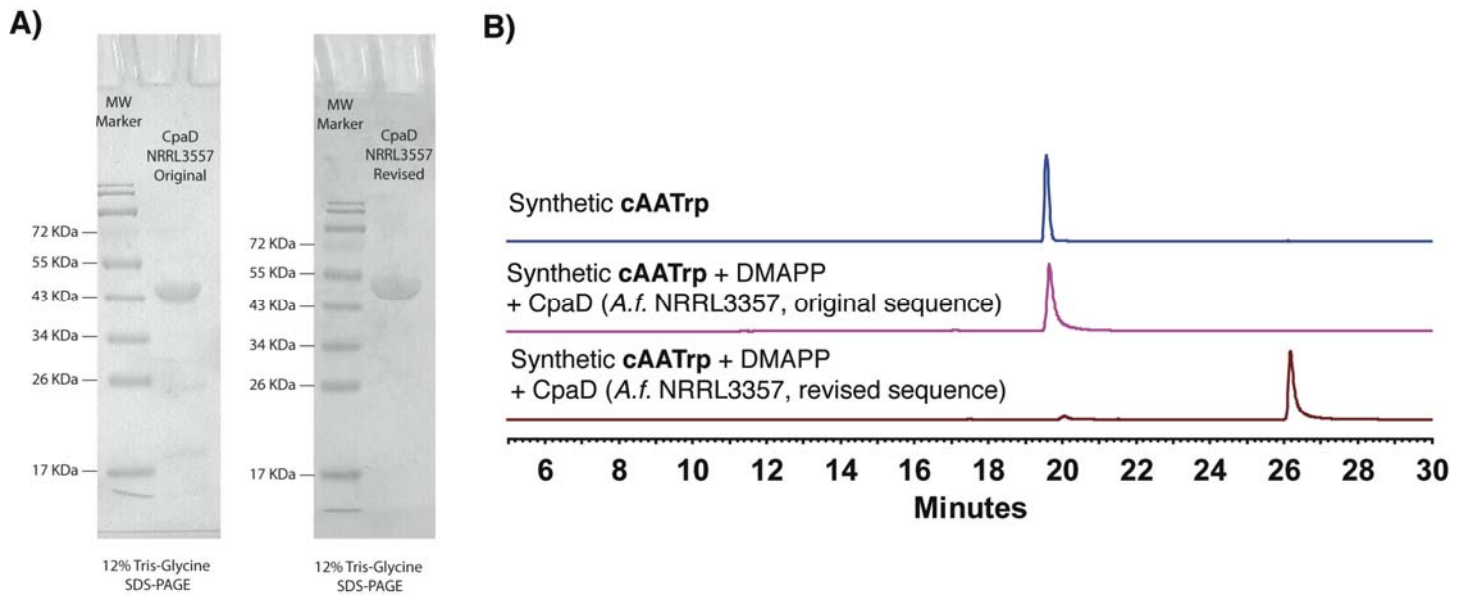 A)
MW
Marker
CpaD
NRRL3557
Original
72 KDa
55 KDa
43 KDa
34 KDa
26 KDa
17 KDa
12% Tris-Glycine
SDS-PAGE
MW
Marker
CpaD
NRRL3557
Revised
72 KDa
55 KDa
43 KDa
34 KDa
26 KDa
17 KDa
12% Tris-Glycine
SDS-PAGE
B)
Synthetic cAATrp
Synthetic cAATrp + DMAPP
+ CpaD (A.f. NRRL3357, original sequence)
Synthetic cAATrp + DMAPP
+ CpaD (A.f. NRRL3357, revised sequence)
6 8 10 12 14 16 18 20 22 24 26 28 30
Minutes